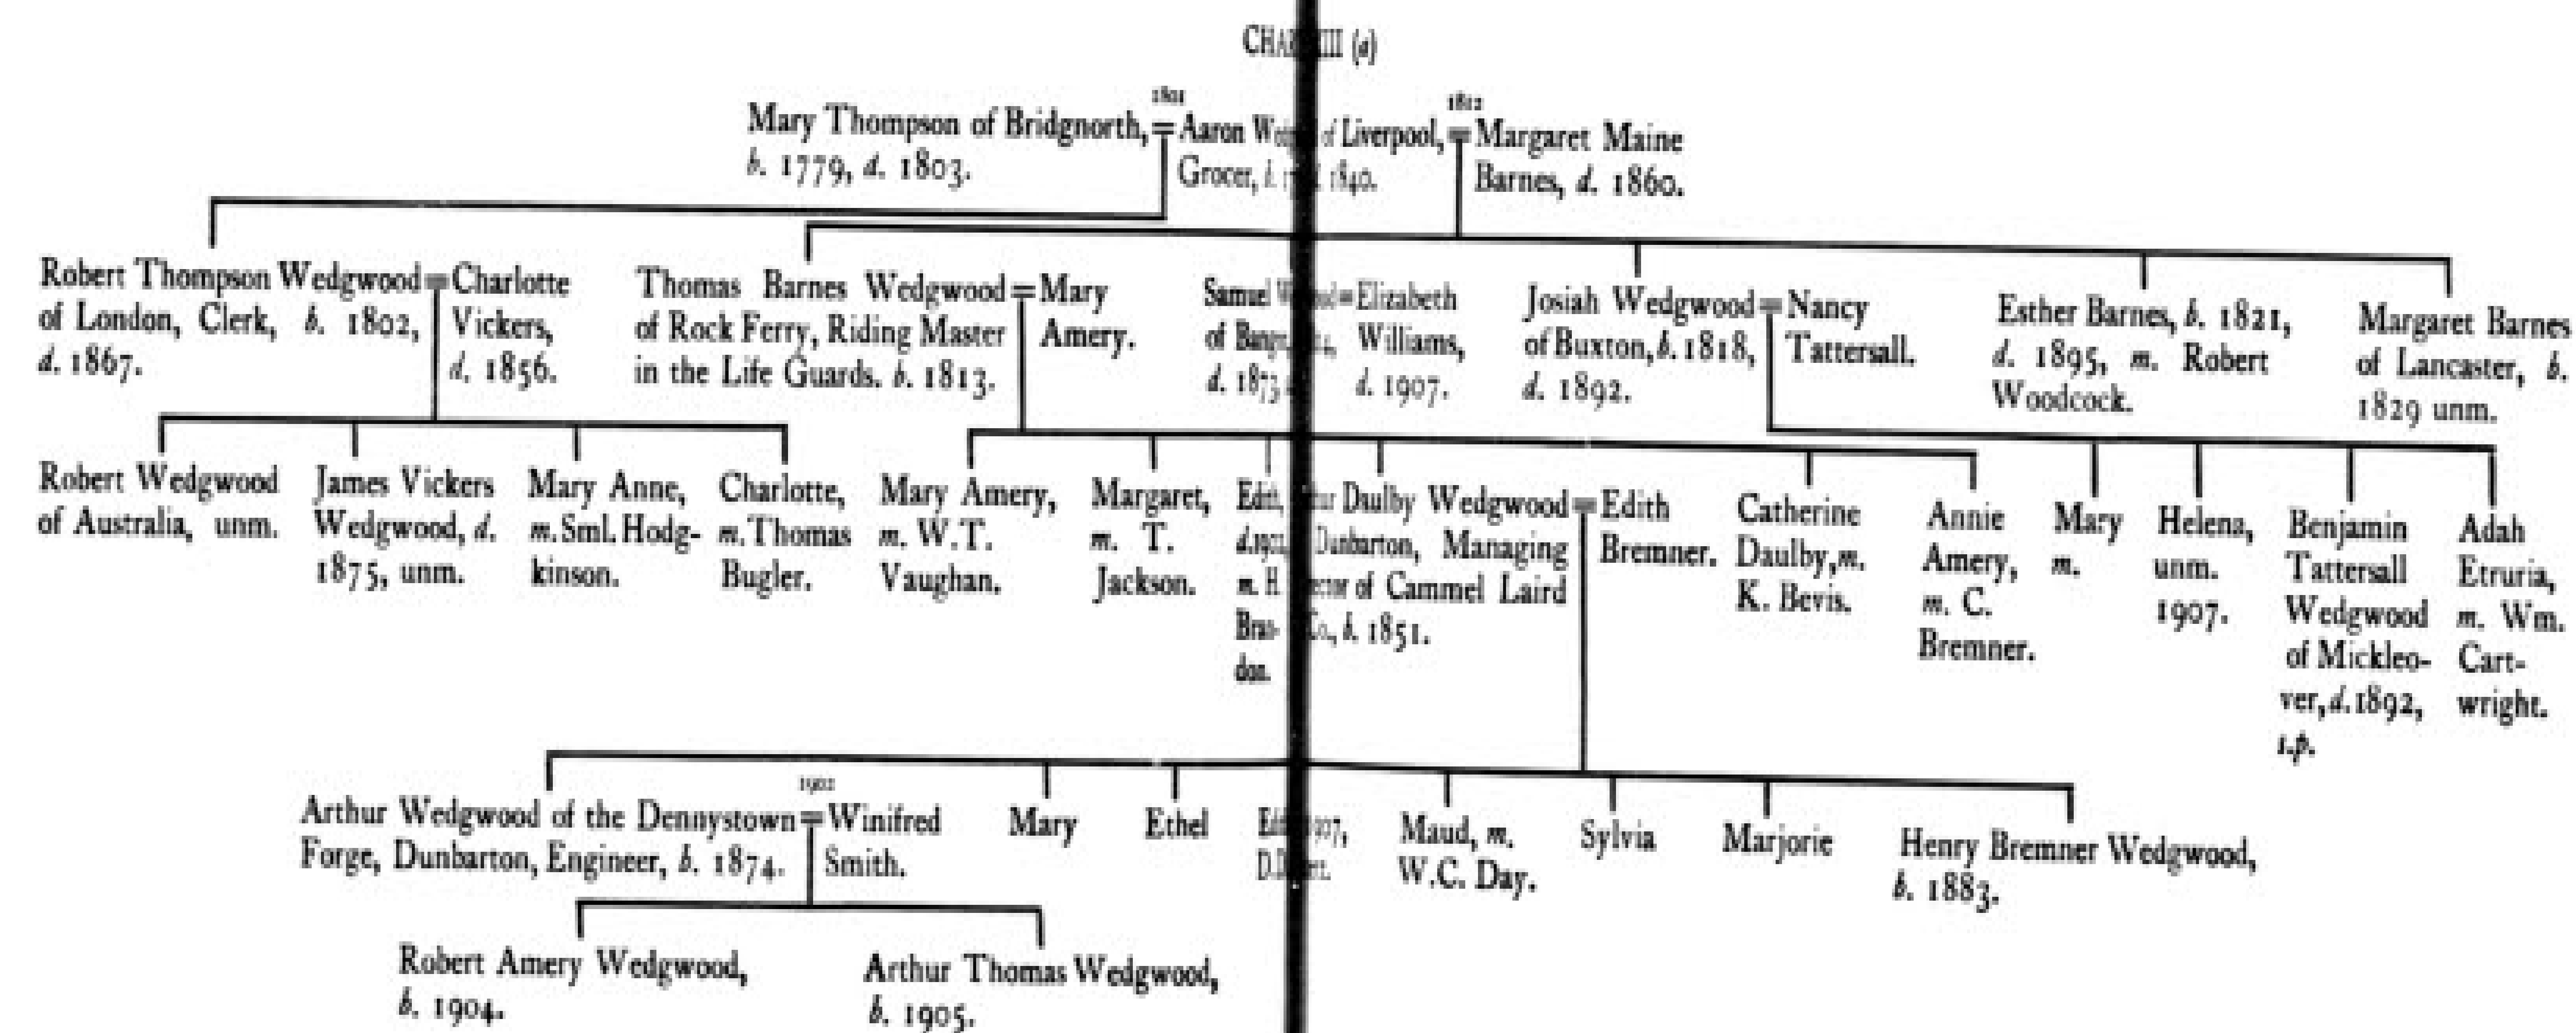 III (a)
1801
1812
Mary Thompson of Bridgnorth, = Aaron of Liverpool, = Margaret Maine
b. 1779, d. 1803.
Grocer, b. 1840.
Barnes, d. 1860.
Robert Thompson Wedgwood = Charlotte
of London, Clerk, b. 1802,
d. 1867.
Vickers,
d. 1856.
Thomas Barnes Wedgwood = Mary
of Rock Ferry, Riding Master
in the Life Guards. b. 1813.
Amery.
Samuel = Elizabeth
of
d. 1873
Williams,
d. 1907.
Josiah Wedgwood = Nancy
of Buxton, b. 1818,
d. 1892.
Tattersall.
Esther Barnes, b. 1821,
d. 1895, m. Robert
Woodcock.
Margaret Barnes
of Lancaster, b.
1829 unm.
Robert Wedgwood
of Australia, unm.
James Vickers
Wedgwood, d.
1875, unm.
Mary Anne,
m. Sml. Hodg-
kinson.
Charlotte,
m. Thomas
Bugler.
Mary Amery,
m. W.T.
Vaughan.
Margaret,
m. T.
Jackson.
Edith,
m. H
Bran-
don.
Daulby Wedgwood = Edith
Dunbarton, Managing
of Cammel Laird
Co., b. 1851.
Bremner.
Catherine
Daulby, m.
K. Bevis.
Annie
Amery,
m. C.
Bremner.
Mary
m.
Helena,
unm.
1907.
Benjamin
Tattersall
Wedgwood
of Mickleo-
ver, d. 1892,
s.p.
Adah
Etruria,
m. Wm.
Cart-
wright.
1902
Arthur Wedgwood of the Dennystown = Winifred
Forge, Dunbarton, Engineer, b. 1874.
Smith.
Mary
Ethel
Maud, m.
W.C. Day.
Sylvia
Marjorie
Henry Bremner Wedgwood,
b. 1883.
Robert Amery Wedgwood,
b. 1904.
Arthur Thomas Wedgwood,
b. 1905.